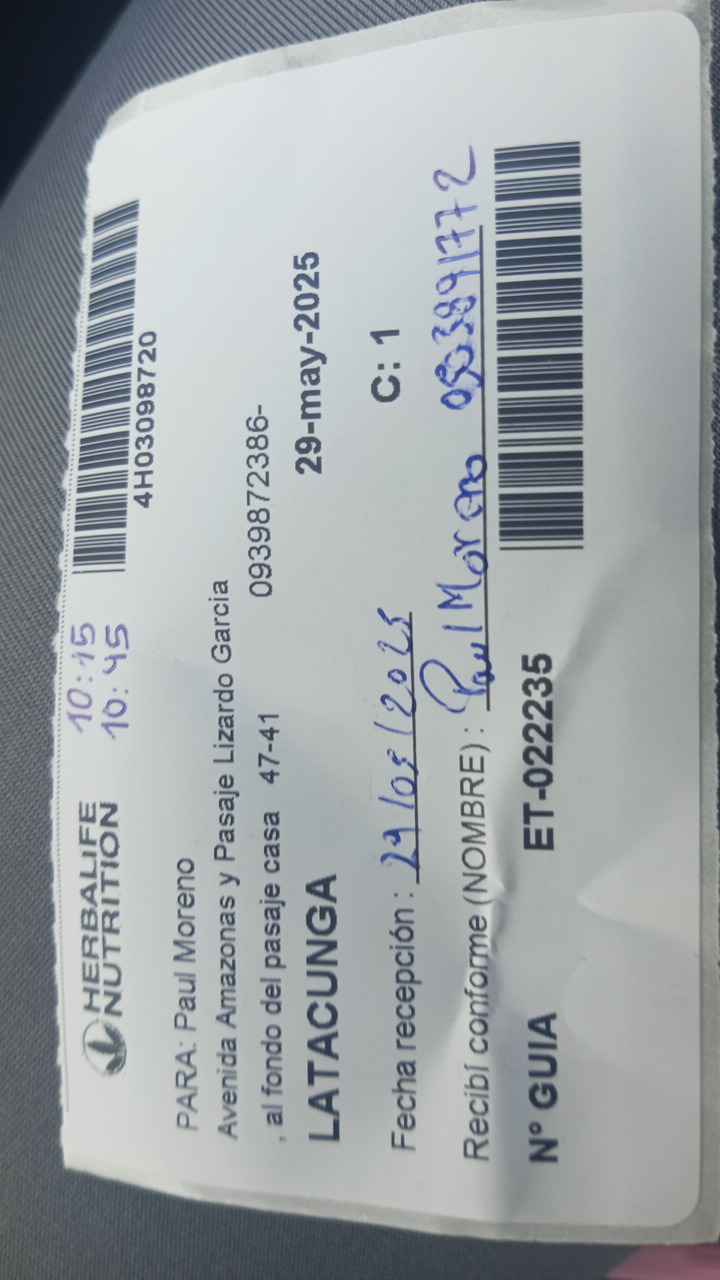 HERBALIFE
NUTRITION
10:15
10:45
4H03098720
PARA: Paul Moreno
Avenida Amazonas y Pasaje Lizardo Garcia
, al fondo del pasaje casa 47-41 0939872386-
LATACUNGA 29-may-2025
Fecha recepción : 29/05/2025 C: 1
Recibí conforme (NOMBRE) : Paul Moreno 0503891772
N° GUIA ET-022235